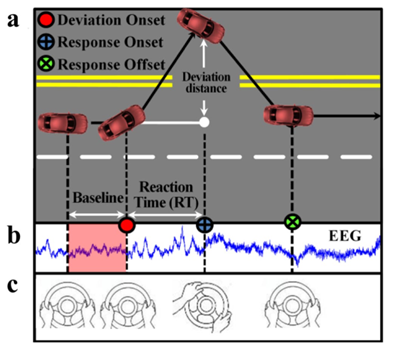 a
Deviation Onset
Response Onset
Response Offset
Deviation
distance
Baseline
Reaction
Time (RT)
b
EEG
c